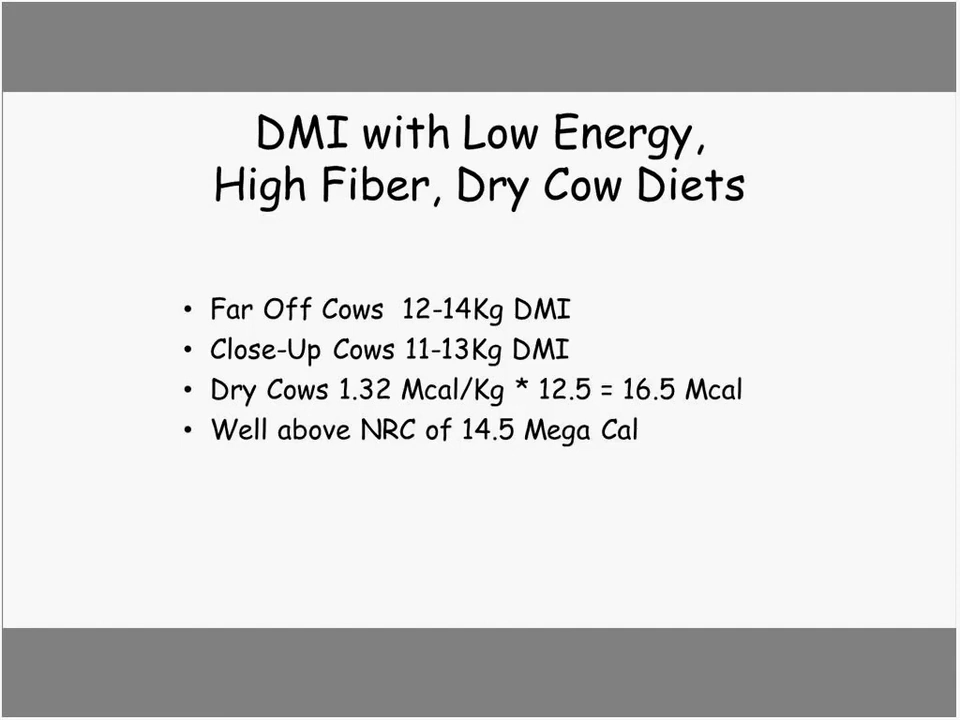 DMI with Low Energy,
High Fiber, Dry Cow Diets
• Far Off Cows 12-14Kg DMI
• Close-Up Cows 11-13Kg DMI
• Dry Cows 1.32 Mcal/Kg * 12.5 = 16.5 Mcal
• Well above NRC of 14.5 Mega Cal